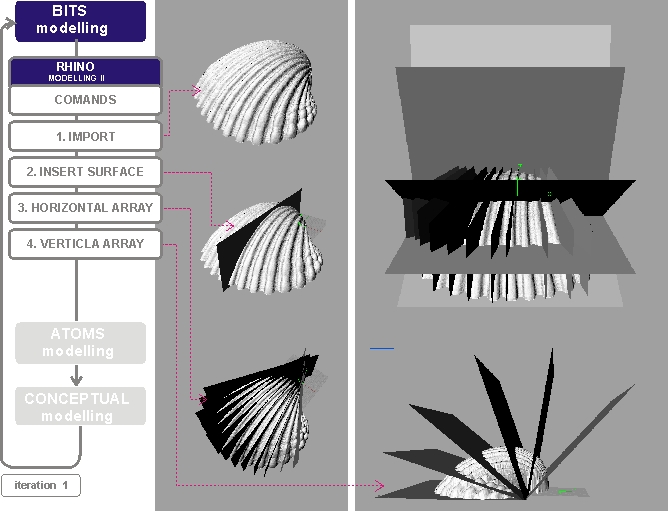 BITS
modelling
RHINO
MODELLING II
COMANDS
1. IMPORT
2. INSERT SURFACE
3. HORIZONTAL ARRAY
4. VERTICLA ARRAY
ATOMS
modelling
CONCEPTUAL
modelling
iteration 1